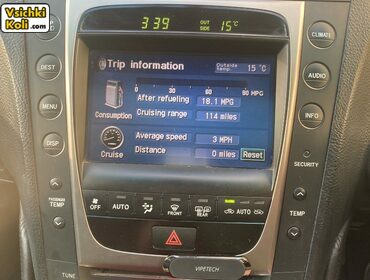 Vsichki
Koli .com
3:39 OUT SIDE 15°C
CLIMATE
DEST
AUDIO
MENU
INFO
DISP
SECURITY
Trip information
Outside temp. 15 °C
0 30 60 90 MPG
After refueling 18.1 MPG
Cruising range 114 miles
Consumption
Average speed 3 MPH
Distance 0 miles
Cruise
Reset
PASSENGER TEMP
TEMP
OFF
AUTO
FRONT
REAR
A/C
TUNE
VIPETECH